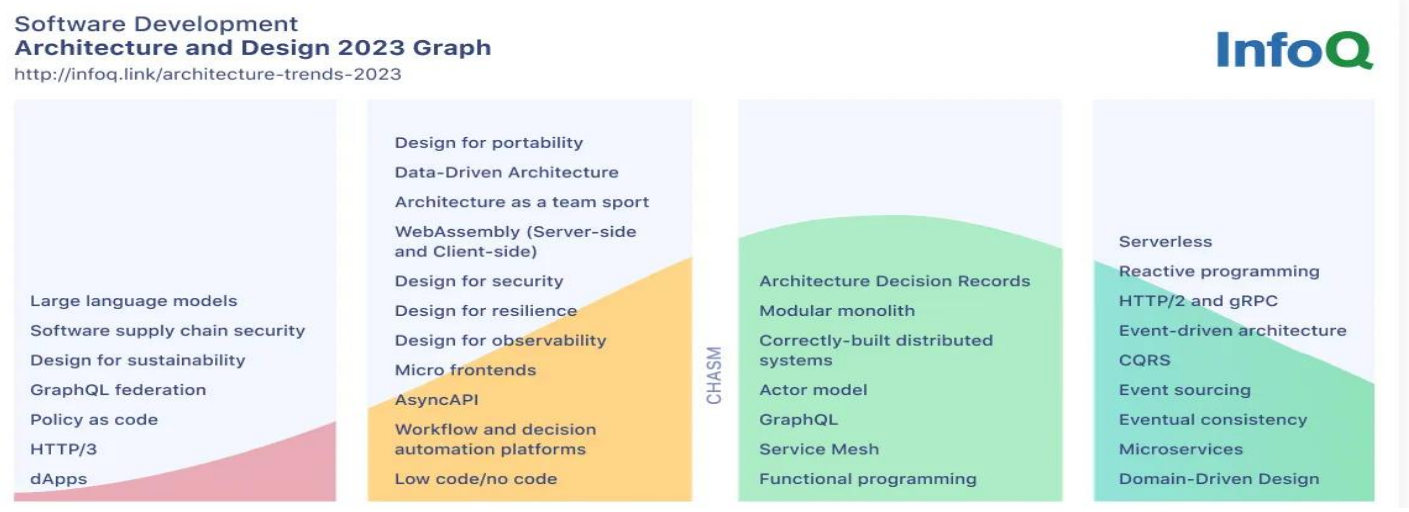 Software Development
Architecture and Design 2023 Graph
http://infoq.link/architecture-trends-2023
InfoQ
Large language models
Software supply chain security
Design for sustainability
GraphQL federation
Policy as code
HTTP/3
dApps
Design for portability
Data-Driven Architecture
Architecture as a team sport
WebAssembly (Server-side
and Client-side)
Design for security
Design for resilience
Design for observability
Micro frontends
AsyncAPI
Workflow and decision
automation platforms
Low code/no code
CHASM
Architecture Decision Records
Modular monolith
Correctly-built distributed
systems
Actor model
GraphQL
Service Mesh
Functional programming
Serverless
Reactive programming
HTTP/2 and gRPC
Event-driven architecture
CQRS
Event sourcing
Eventual consistency
Microservices
Domain-Driven Design